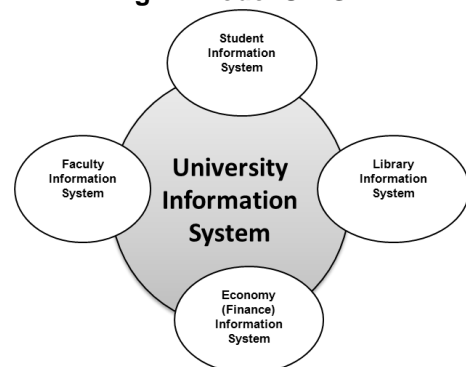 Student
Information
System
Faculty
Information
System
University
Information
System
Library
Information
System
Economy
(Finance)
Information
System